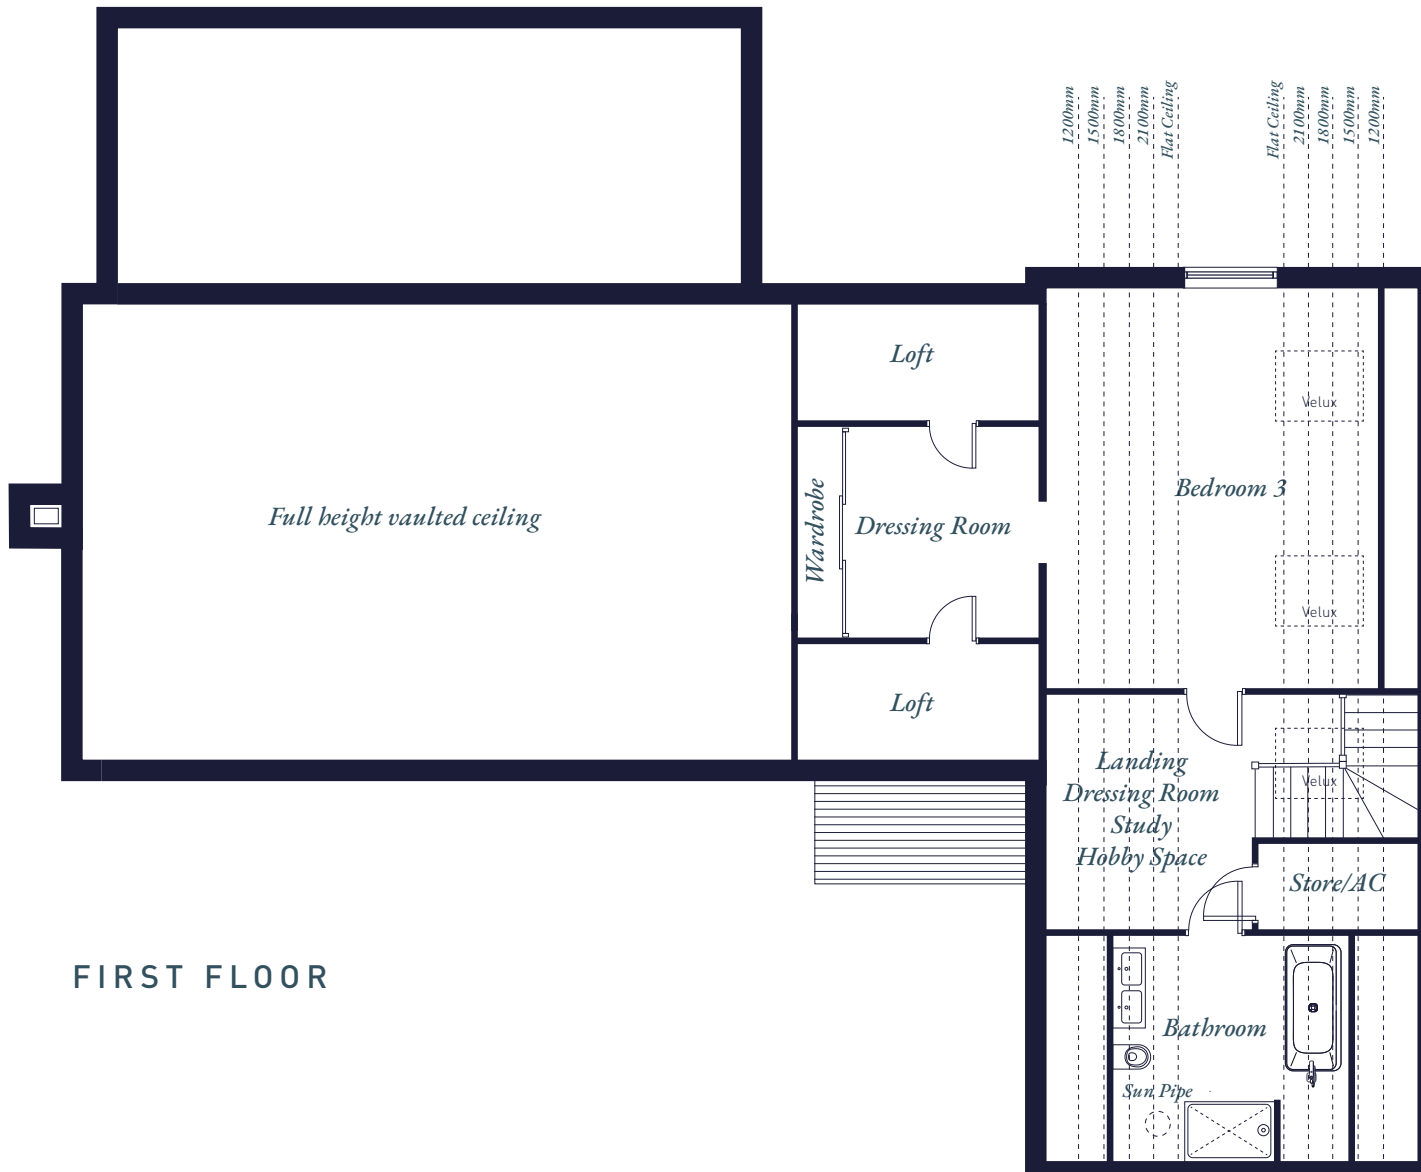 1200mm
1500mm
1800mm
2100mm
Flat Ceiling
Flat Ceiling
2100mm
1800mm
1500mm
1200mm
Loft
Velux
Bedroom 3
Full height vaulted ceiling
Wardrobe
Dressing Room
Velux
Loft
Landing
Dressing Room
Study
Hobby Space
Velux
Store/AC
FIRST FLOOR
Bathroom
Sun Pipe